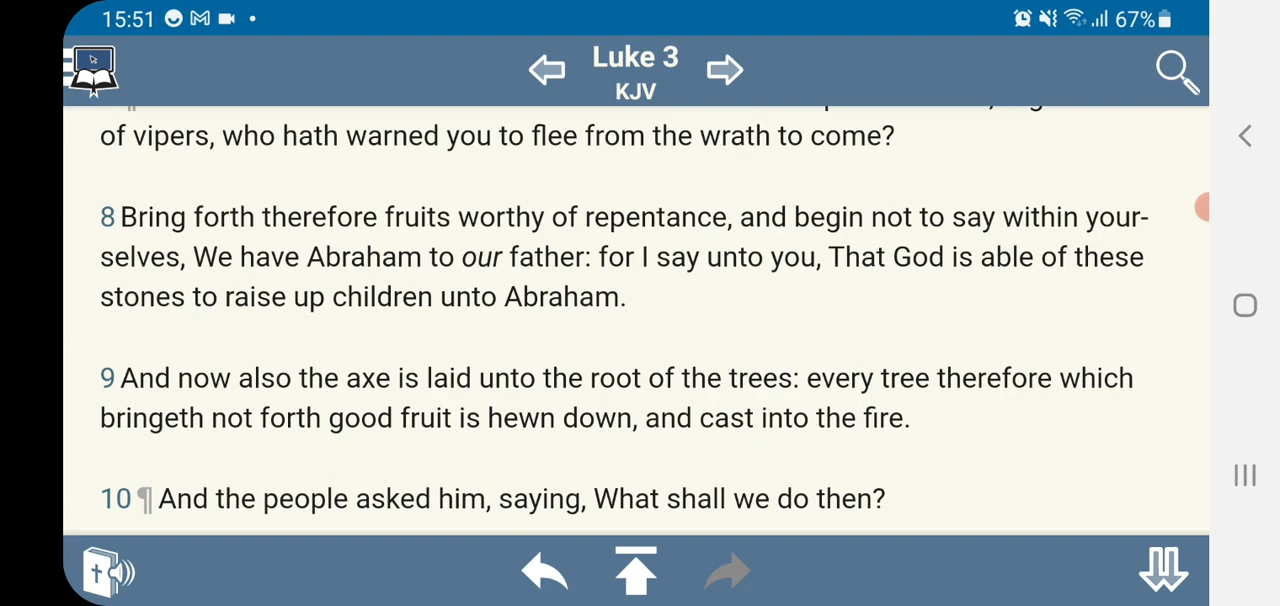 15:51
67%
Luke 3
KJV
of vipers, who hath warned you to flee from the wrath to come?
8 Bring forth therefore fruits worthy of repentance, and begin not to say within your-
selves, We have Abraham to our father: for I say unto you, That God is able of these
stones to raise up children unto Abraham.
9 And now also the axe is laid unto the root of the trees: every tree therefore which
bringeth not forth good fruit is hewn down, and cast into the fire.
10 ¶ And the people asked him, saying, What shall we do then?